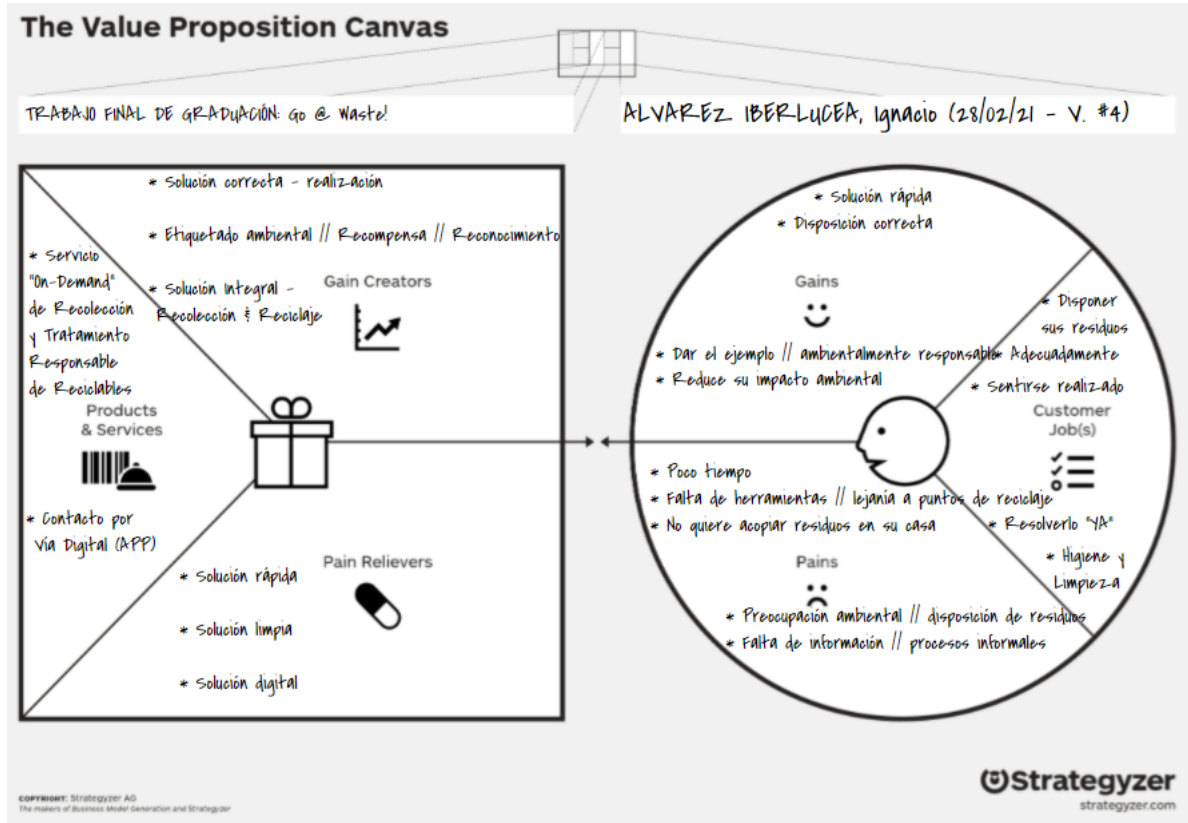 The Value Proposition Canvas
TRABAJO FINAL DE GRADUACIÓN: Go @ Waste!
ALVAREZ IBERLUCEA, Ignacio (28/02/21 - V. #4)
* Solución correcta - realización
* Etiquetado ambiental // Recompensa // Reconocimiento
* Solución Integral -
Recolección & Reciclaje
Gain Creators
* Servicio
"On-Demand"
de Recolección
y Tratamiento
Responsable
de Reciclables
Products
& Services
* Contacto por
Vía Digital (APP)
Pain Relievers
* Solución rápida
* Solución limpia
* Solución digital
* Solución rápida
* Disposición correcta
Gains
* Dar el ejemplo // ambientalmente responsable
* Reduce su impacto ambiental
* Disponer
sus residuos
* Adecuadamente
* Sentirse realizado
Customer
Job(s)
* Resolverlo "YA"
* Higiene y
Limpieza
* Poco tiempo
* Falta de herramientas // lejanía a puntos de reciclaje
* No quiere acopiar residuos en su casa
Pains
* Preocupación ambiental // disposición de residuos
* Falta de información // procesos informales
COPYRIGHT: Strategyzer AG
The makers of Business Model Generation and Strategyzer
Strategyzer
strategyzer.com